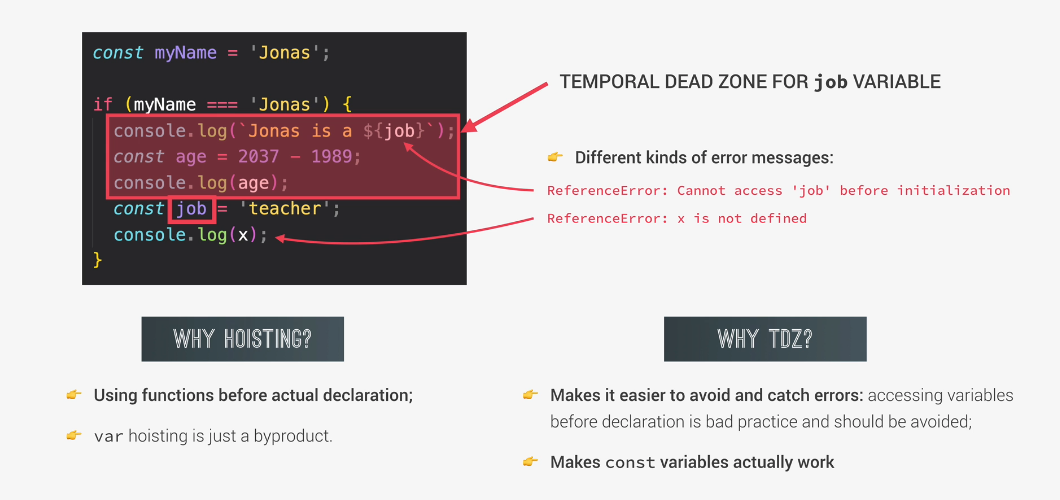 const myName = 'Jonas';
if (myName === 'Jonas') {
console.log(`Jonas is a ${job}`);
const age = 2037 - 1989;
console.log(age);
const job = 'teacher';
console.log(x);
}
TEMPORAL DEAD ZONE FOR job VARIABLE
👉 Different kinds of error messages:
ReferenceError: Cannot access 'job' before initialization
ReferenceError: x is not defined
WHY HOISTING?
👉 Using functions before actual declaration;
👉 var hoisting is just a byproduct.
WHY TDZ?
👉 Makes it easier to avoid and catch errors: accessing variables
before declaration is bad practice and should be avoided;
👉 Makes const variables actually work